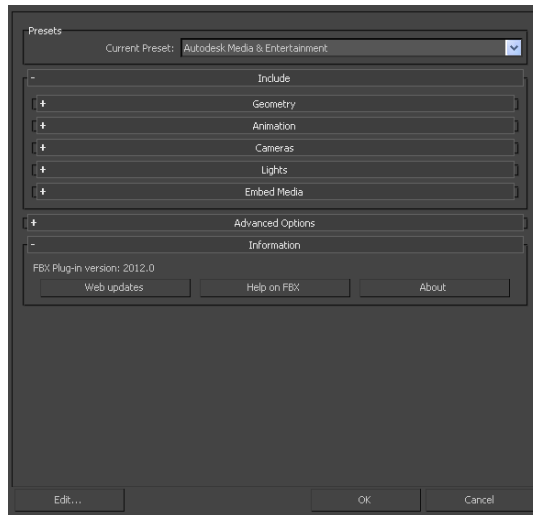 Presets
Current Preset: Autodesk Media & Entertainment
- Include
+ Geometry
+ Animation
+ Cameras
+ Lights
+ Embed Media
+ Advanced Options
- Information
FBX Plug-in version: 2012.0
Web updates Help on FBX About
Edit... OK Cancel